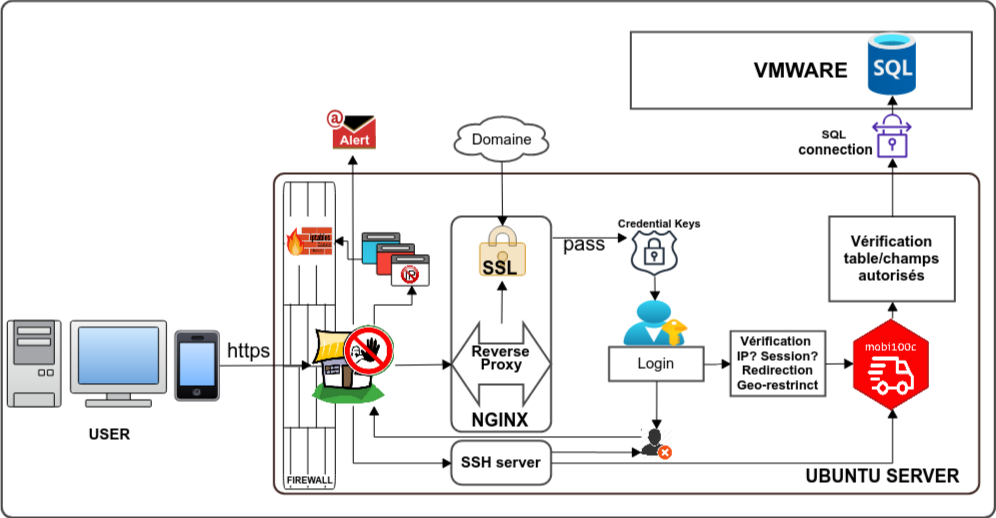 VMWARE
SQL
@
Alert
Domaine
SQL
connection
iptables
IP
SSL
pass
Credential Keys
Vérification
table/champs
autorisés
https
Reverse
Proxy
NGINX
Login
Vérification
IP? Session?
Redirection
Geo-restrinct
mobi100c
USER
SSH server
FIREWALL
UBUNTU SERVER